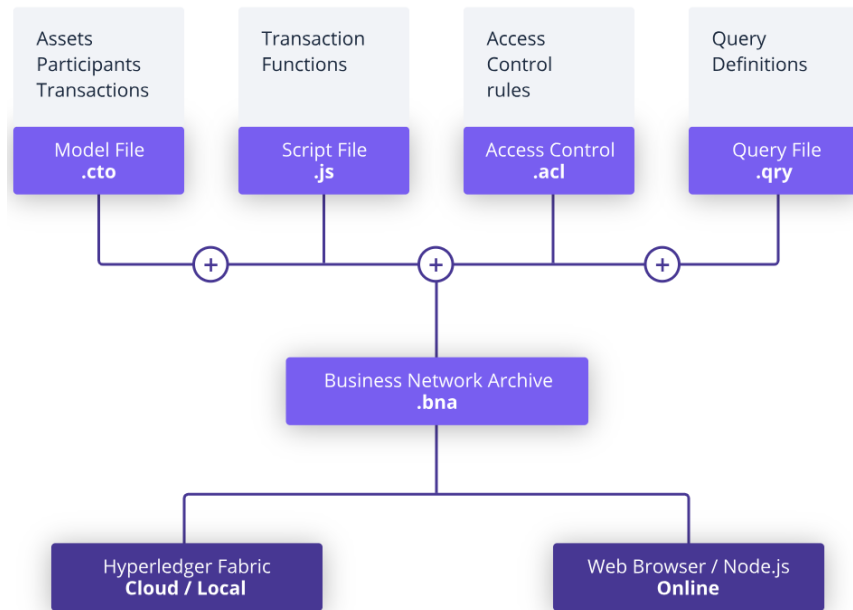 Assets
Participants
Transactions
Transaction
Functions
Access
Control
rules
Query
Definitions
Model File
.cto
Script File
.js
Access Control
.acl
Query File
.qry
+
+
+
Business Network Archive
.bna
Hyperledger Fabric
Cloud / Local
Web Browser / Node.js
Online